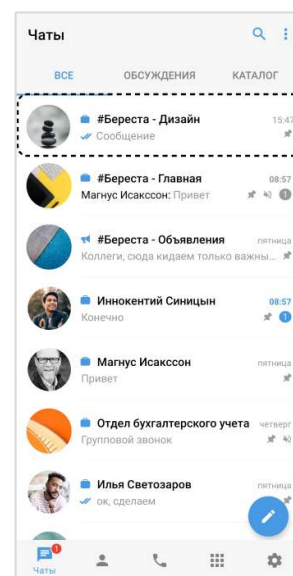 Чаты
ВСЕ ОБСУЖДЕНИЯ КАТАЛОГ
#Береста - Дизайн 15:47
Сообщение
#Береста - Главная 08:57
Магнус Исакссон: Привет 1
#Береста - Объявления пятница
Коллеги, сюда кидаем только важны...
Иннокентий Синицын 08:57
Конечно 1
Магнус Исакссон пятница
Привет
Отдел бухгалтерского учета четверг
Групповой звонок
Илья Светозаров пятница
ок, сделаем
Чаты